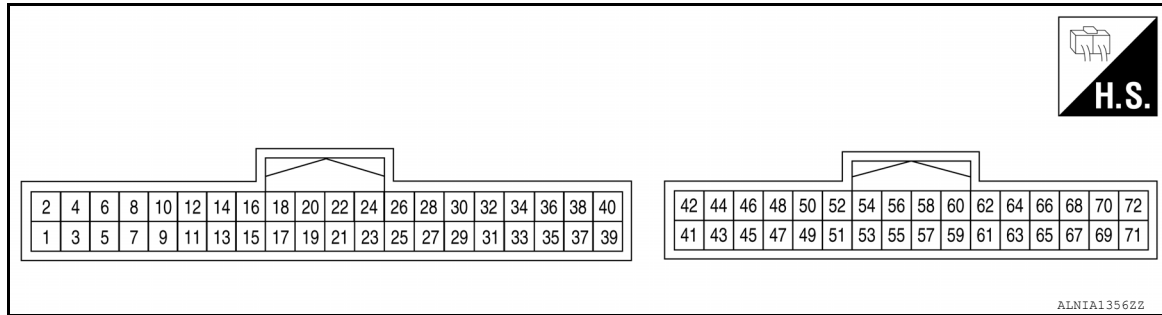 H.S.
2 4 6 8 10 12 14 16 18 20 22 24 26 28 30 32 34 36 38 40
1 3 5 7 9 11 13 15 17 19 21 23 25 27 29 31 33 35 37 39
42 44 46 48 50 52 54 56 58 60 62 64 66 68 70 72
41 43 45 47 49 51 53 55 57 59 61 63 65 67 69 71
ALNIA1356ZZ